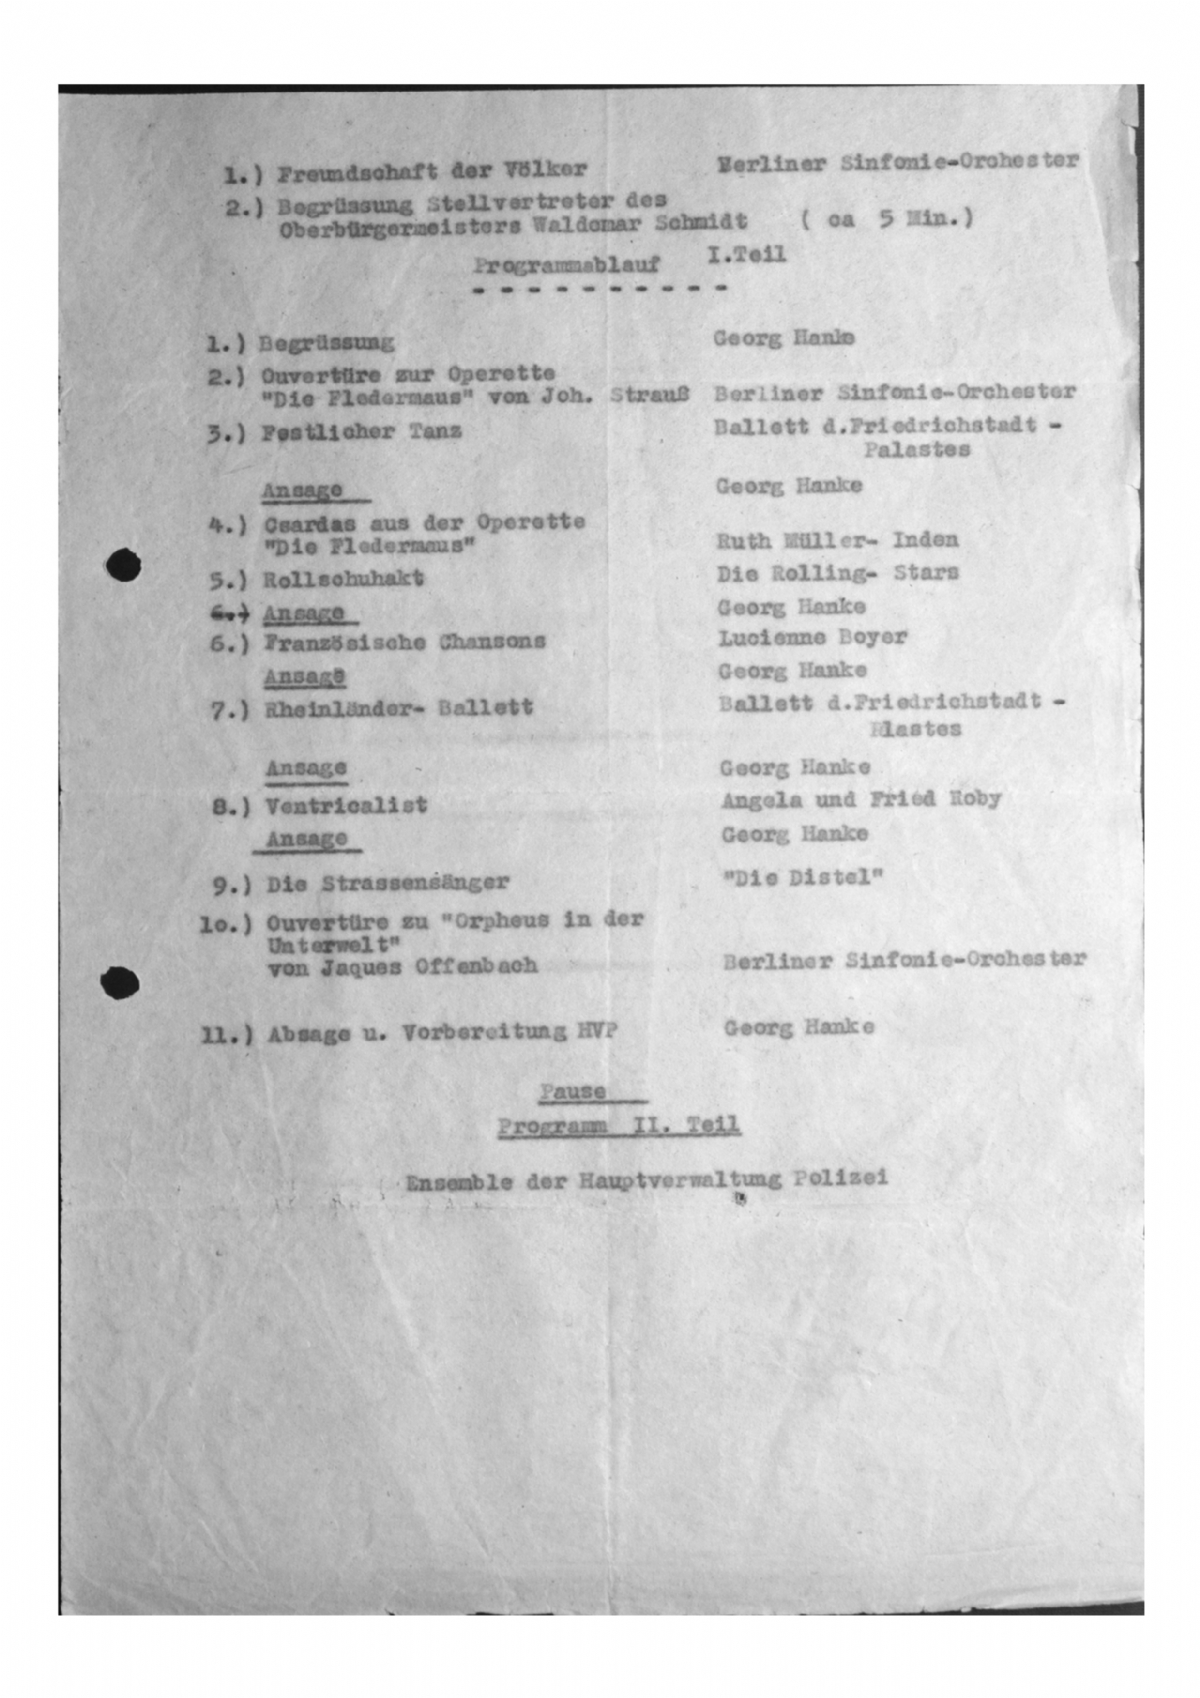 1.) Freundschaft der Völker Berliner Sinfonie-Orchester
2.) Begrüssung Stellvertreter des
Oberbürgermeisters Waldemar Schmidt ( ca 5 Min.)
Programmablauf I.Teil
- - - - - - - - - -
1.) Begrüssung Georg Hanke
2.) Ouvertüre zur Operette
"Die Fledermaus" von Joh. Strauß Berliner Sinfonie-Orchester
3.) Festlicher Tanz Ballett d.Friedrichstadt -
Palastes
Ansage Georg Hanke
4.) Csardas aus der Operette
"Die Fledermaus" Ruth Müller- Inden
5.) Rollschuhakt Die Rolling- Stars
6.) Ansage Georg Hanke
6.) Französische Chansons Lucienne Boyer
Ansage Georg Hanke
7.) Rheinländer- Ballett Ballett d.Friedrichstadt -
Plastes
Ansage Georg Hanke
8.) Ventricalist Angela und Fried Roby
Ansage Georg Hanke
9.) Die Strassensänger "Die Distel"
1o.) Ouvertüre zu "Orpheus in der
Unterwelt"
von Jaques Offenbach Berliner Sinfonie-Orchester
11.) Absage u. Vorbereitung HVP Georg Hanke
Pause
Programm II. Teil
Ensemble der Hauptverwaltung Polizei